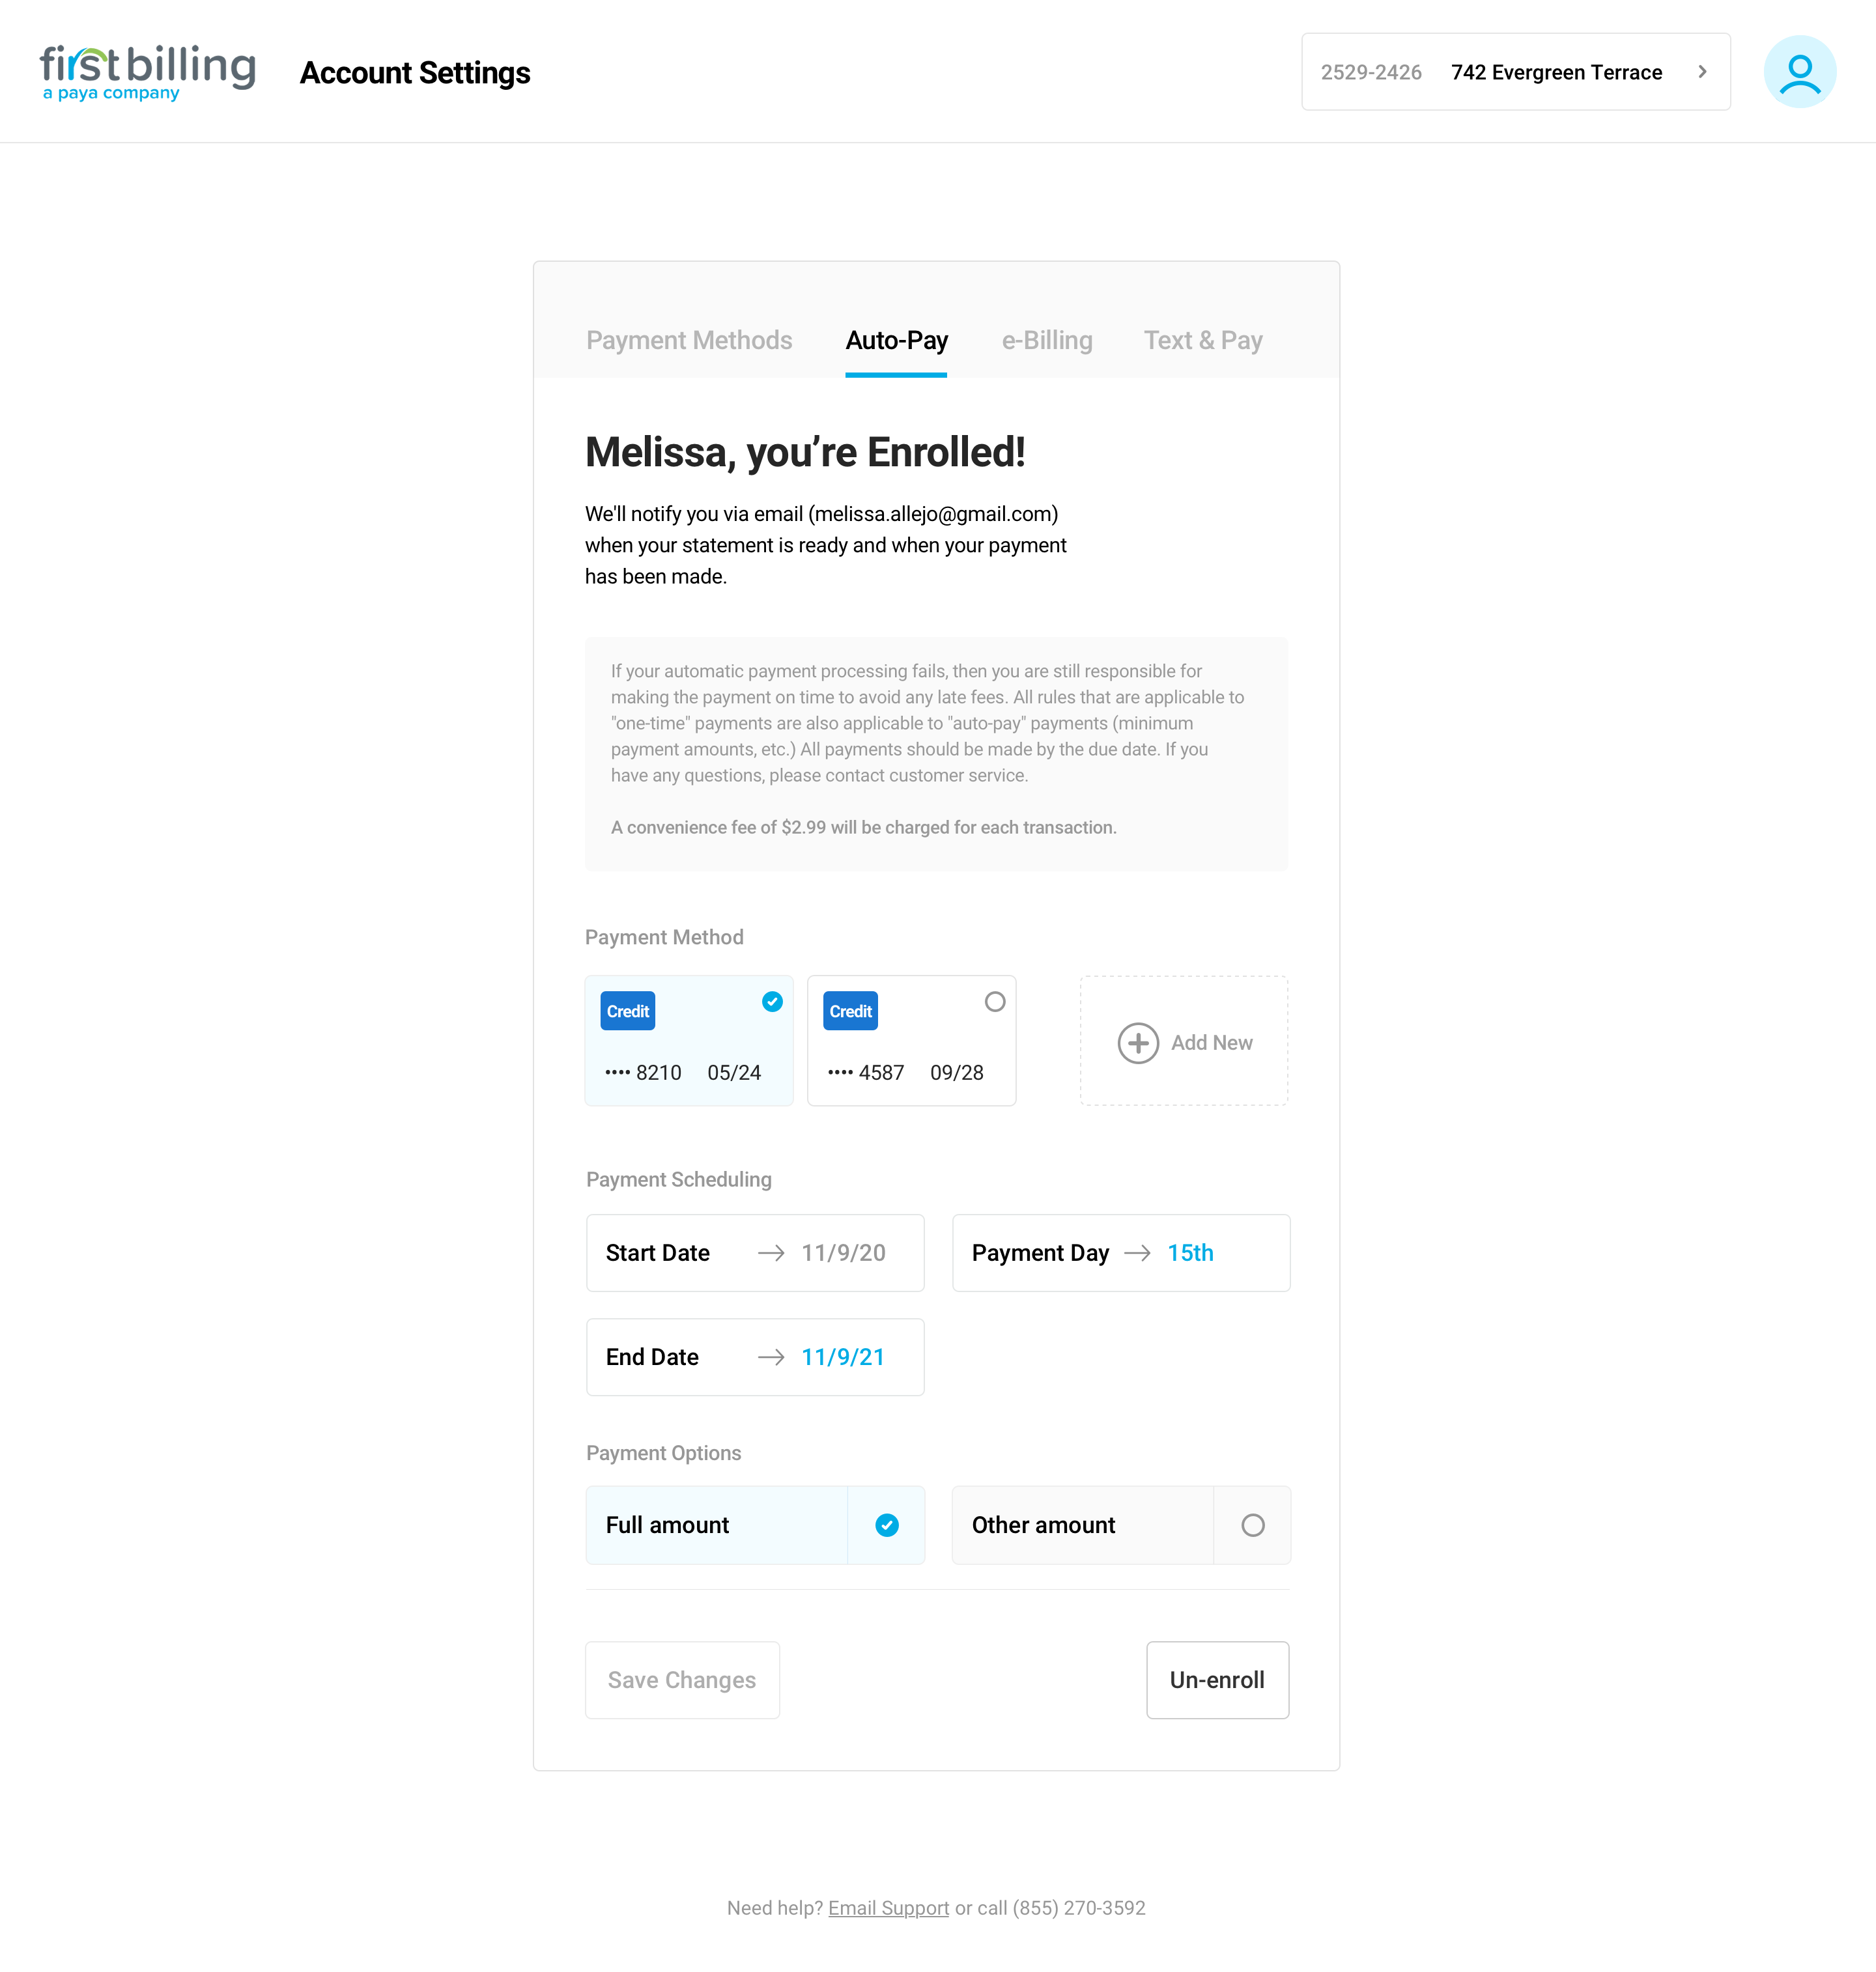 firstbilling
a paya company
Account Settings
2529-2426 742 Evergreen Terrace
Payment Methods Auto-Pay e-Billing Text & Pay
Melissa, you’re Enrolled!
We'll notify you via email (melissa.allejo@gmail.com)
when your statement is ready and when your payment
has been made.
If your automatic payment processing fails, then you are still responsible for
making the payment on time to avoid any late fees. All rules that are applicable to
"one-time" payments are also applicable to "auto-pay" payments (minimum
payment amounts, etc.) All payments should be made by the due date. If you
have any questions, please contact customer service.
A convenience fee of $2.99 will be charged for each transaction.
Payment Method
Credit
•••• 8210 05/24
Credit
•••• 4587 09/28
Add New
Payment Scheduling
Start Date → 11/9/20
Payment Day → 15th
End Date → 11/9/21
Payment Options
Full amount
Other amount
Save Changes
Un-enroll
Need help? Email Support or call (855) 270-3592